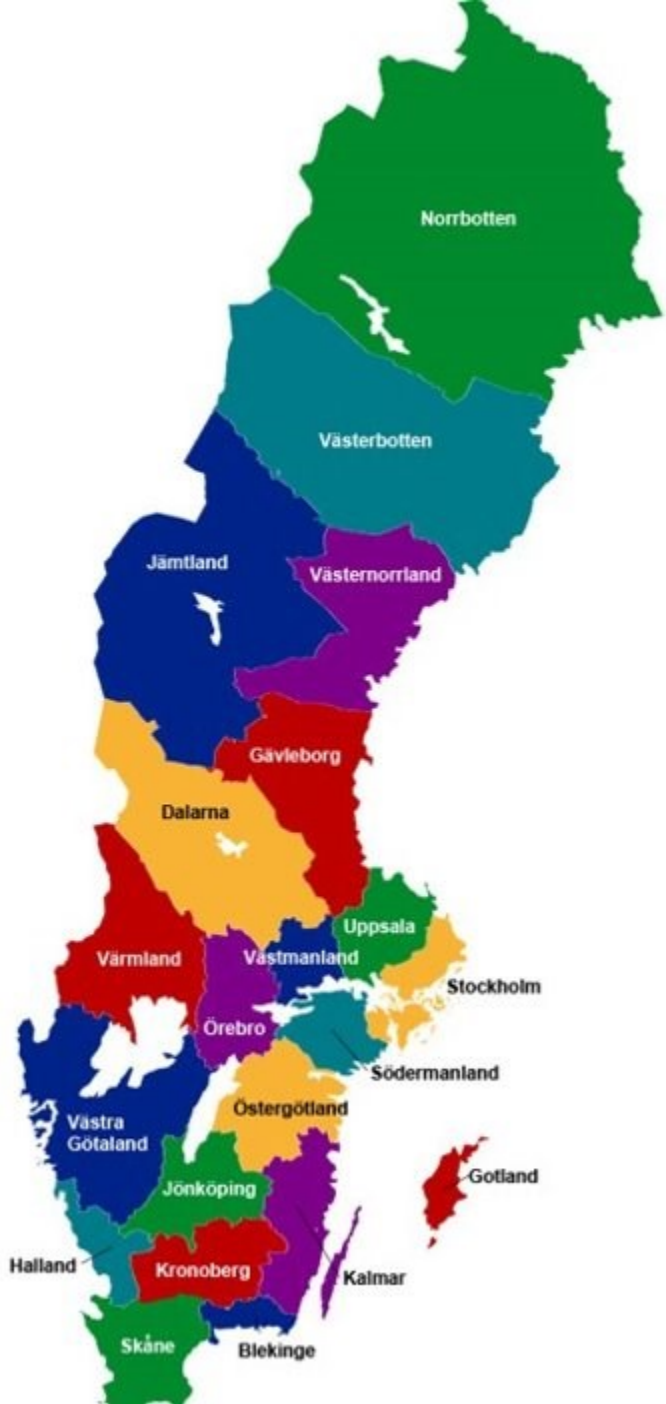 Norrbotten
Västerbotten
Jämtland
Västernorrland
Gävleborg
Dalarna
Uppsala
Värmland
Västmanland
Stockholm
Örebro
Södermanland
Östergötland
Västra
Götaland
Gotland
Jönköping
Halland
Kronoberg
Kalmar
Skåne
Blekinge